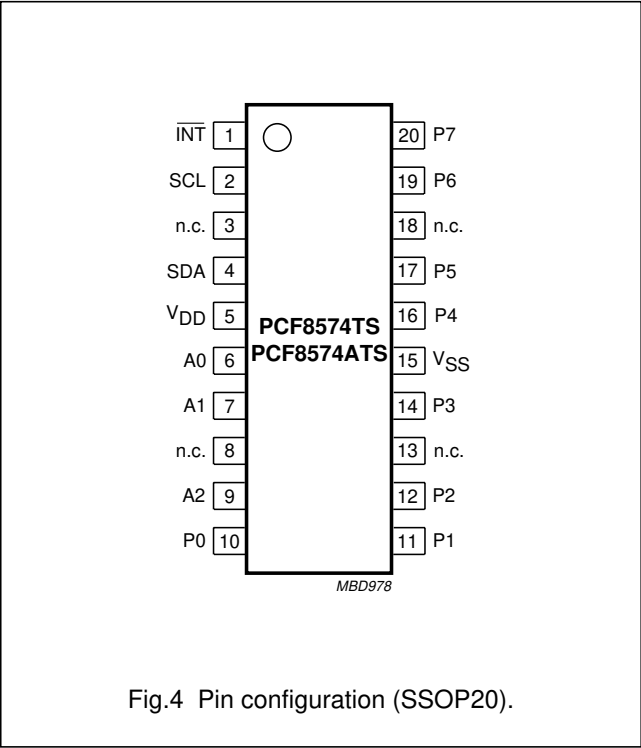 INT 1 20 P7
SCL 2 19 P6
n.c. 3 18 n.c.
SDA 4 17 P5
VDD 5 16 P4
PCF8574TS
A0 6 PCF8574ATS 15 VSS
A1 7 14 P3
n.c. 8 13 n.c.
A2 9 12 P2
P0 10 11 P1
MBD978
Fig.4 Pin configuration (SSOP20).